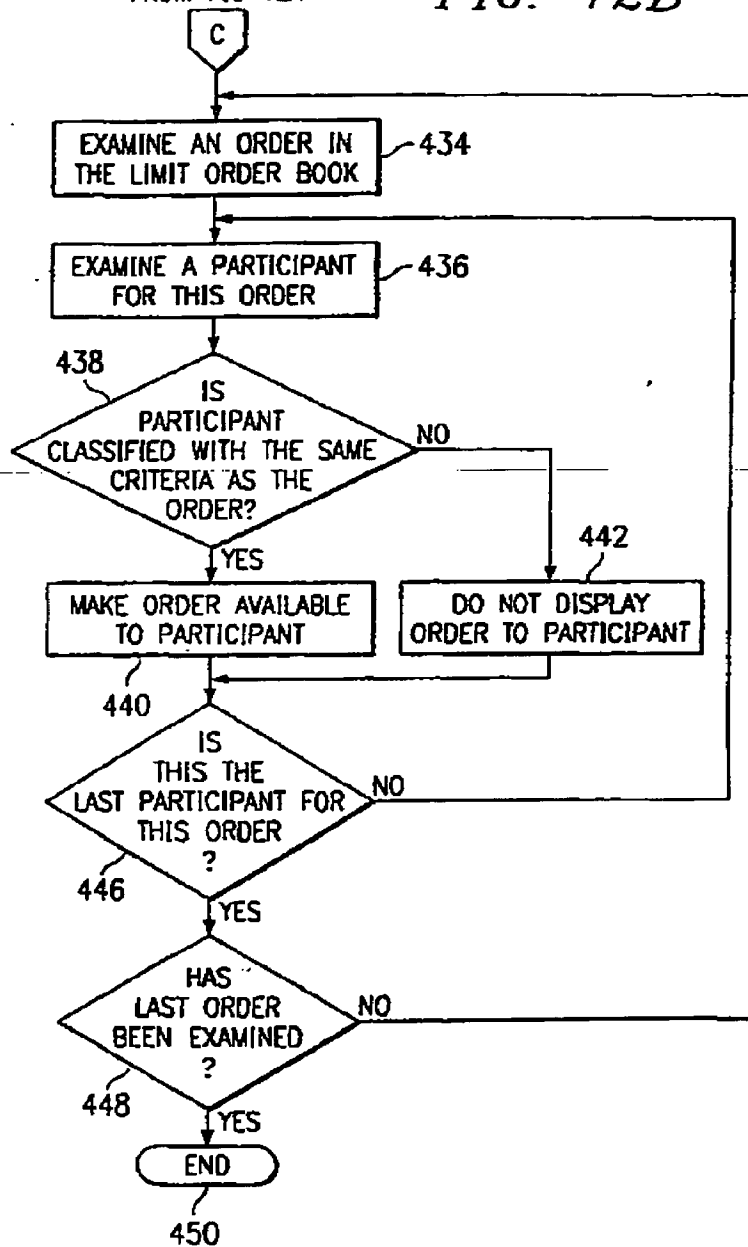 FIG. 12B
C
EXAMINE AN ORDER IN
THE LIMIT ORDER BOOK
434
EXAMINE A PARTICIPANT
FOR THIS ORDER
436
438
IS
PARTICIPANT
CLASSIFIED WITH THE SAME
CRITERIA AS THE
ORDER?
NO
YES
442
MAKE ORDER AVAILABLE
TO PARTICIPANT
DO NOT DISPLAY
ORDER TO PARTICIPANT
440
IS
THIS THE
LAST PARTICIPANT FOR
THIS ORDER
?
NO
446
YES
HAS
LAST ORDER
BEEN EXAMINED
?
NO
448
YES
END
450